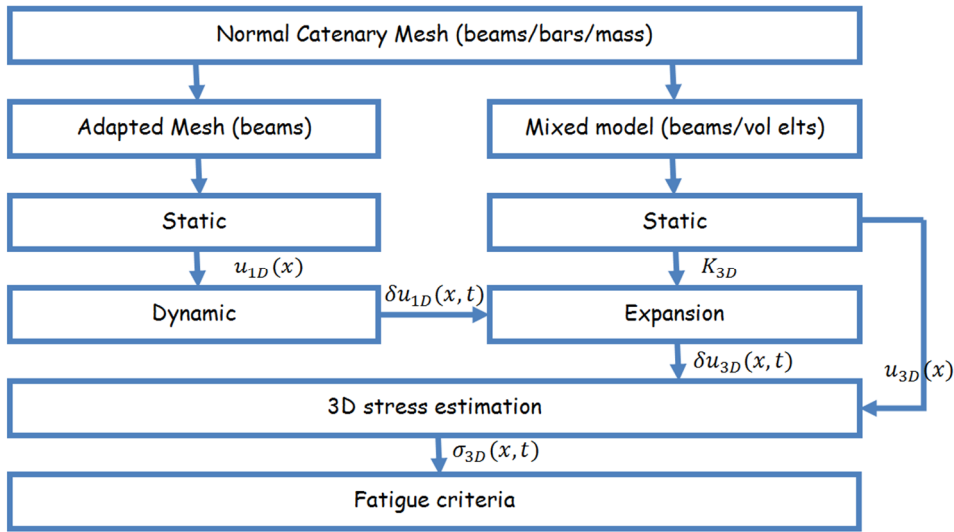 Normal Catenary Mesh (beams/bars/mass)
Adapted Mesh (beams)
Mixed model (beams/vol elts)
Static
Static
u₁D(x)
K₃D
Dynamic
δu₁D(x, t)
Expansion
δu₃D(x, t)
u₃D(x)
3D stress estimation
σ₃D(x, t)
Fatigue criteria